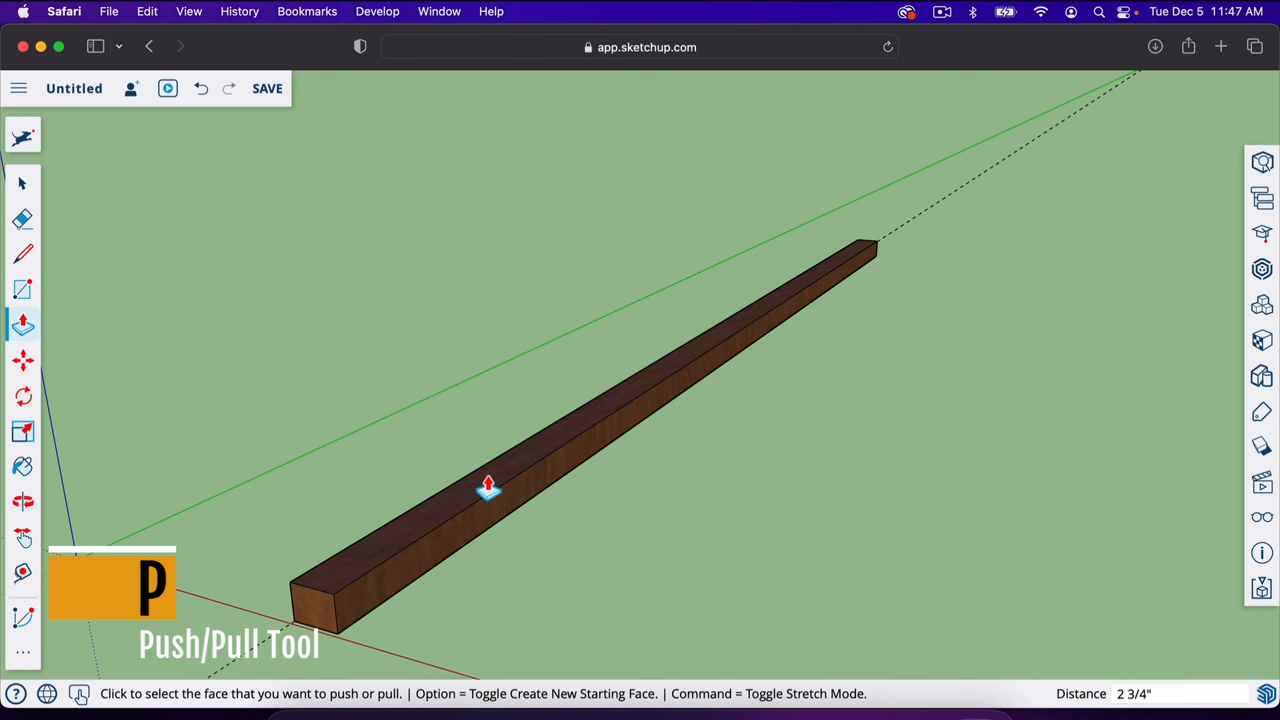 Safari File Edit View History Bookmarks Develop Window Help Tue Dec 5 11:47 AM
app.sketchup.com
Untitled SAVE
P
Push/Pull Tool
Click to select the face that you want to push or pull. | Option = Toggle Create New Starting Face. | Command = Toggle Stretch Mode. Distance 2 3/4"